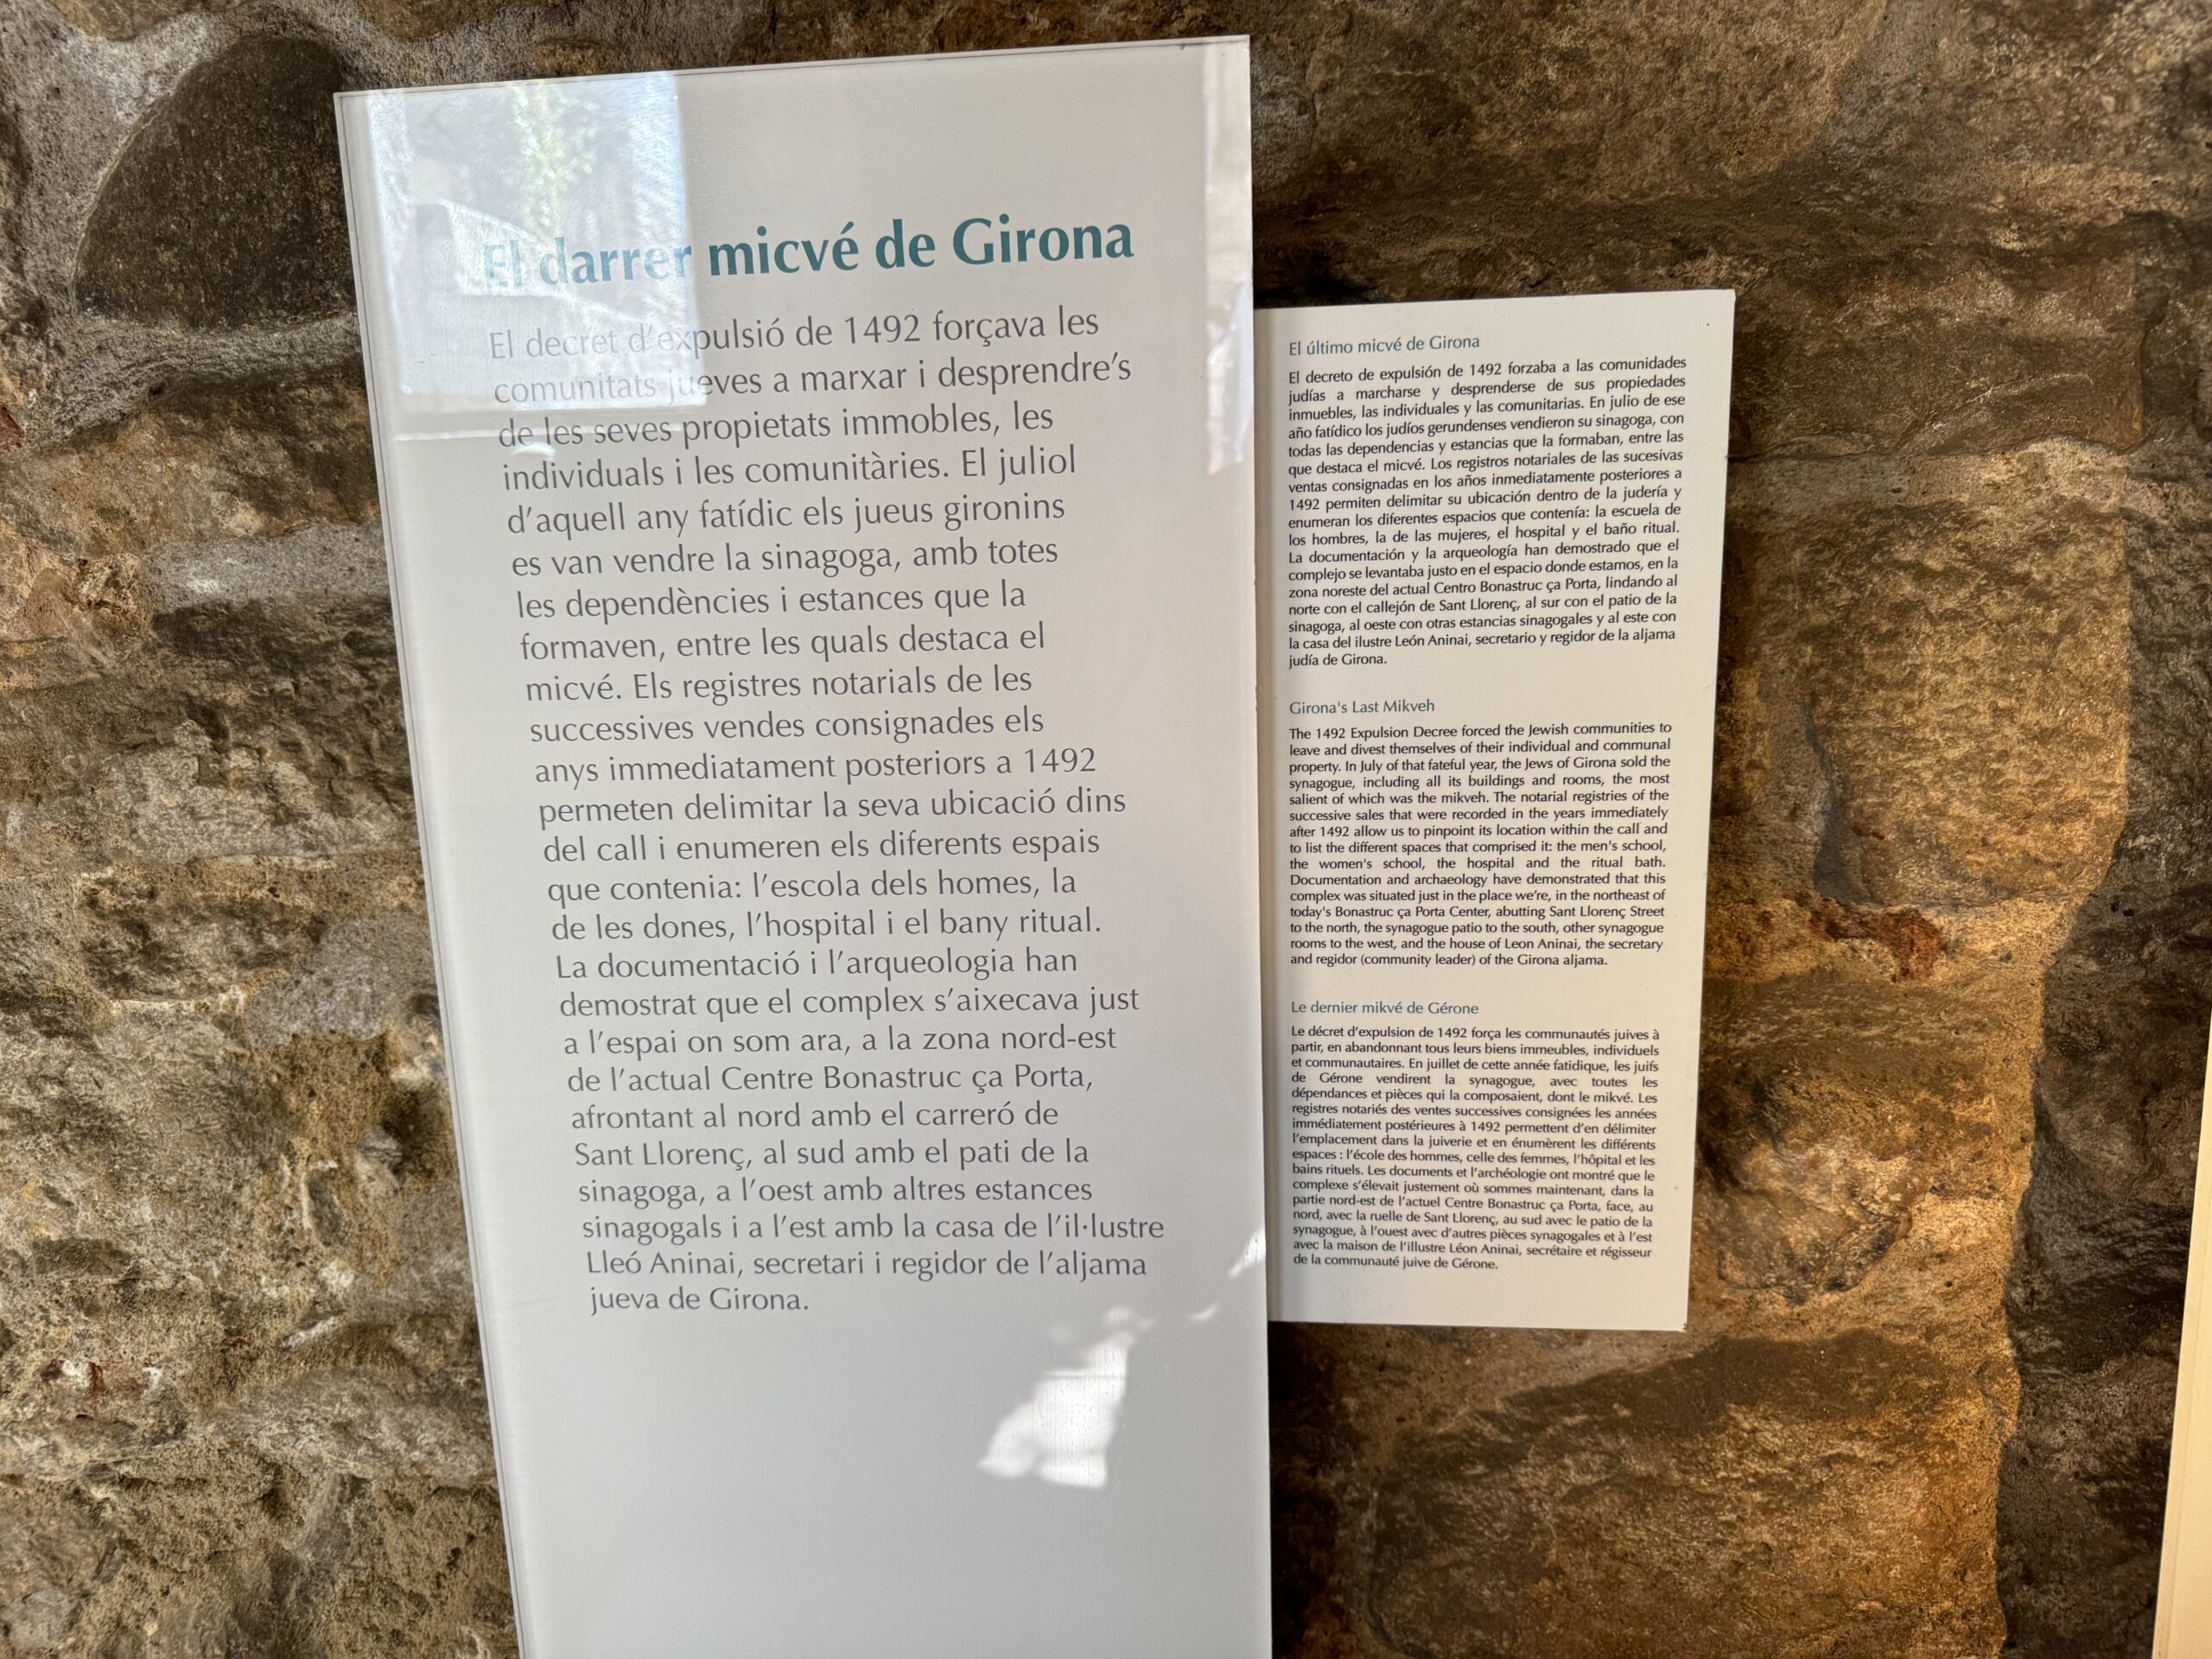 El darrer micvé de Girona
El decret d'expulsió de 1492 forçava les
comunitats jueves a marxar i desprendre's
de les seves propietats immobles, les
individuals i les comunitàries. El juliol
d'aquell any fatídic els jueus gironins
es van vendre la sinagoga, amb totes
les dependències i estances que la
formaven, entre les quals destaca el
micvé. Els registres notarials de les
successives vendes consignades els
anys immediatament posteriors a 1492
permeten delimitar la seva ubicació dins
del call i enumeren els diferents espais
que contenia: l'escola dels homes, la
de les dones, l'hospital i el bany ritual.
La documentació i l'arqueologia han
demostrat que el complex s'aixecava just
a l'espai on som ara, a la zona nord-est
de l'actual Centre Bonastruc ça Porta,
afrontant al nord amb el carreró de
Sant Llorenç, al sud amb el pati de la
sinagoga, a l'oest amb altres estances
sinagogals i a l'est amb la casa de l'il·lustre
Lleó Aninai, secretari i regidor de l'aljama
jueva de Girona.
El último micvé de Girona
El decreto de expulsión de 1492 forzaba a las comunidades
judías a marcharse y desprenderse de sus propiedades
inmuebles, las individuales y las comunitarias. En julio de ese
año fatídico los judíos gerundenses vendieron su sinagoga, con
todas las dependencias y estancias que la formaban, entre las
que destaca el micvé. Los registros notariales de las sucesivas
ventas consignadas en los años inmediatamente posteriores a
1492 permiten delimitar su ubicación dentro de la judería y
enumeran los diferentes espacios que contenía: la escuela de
los hombres, la de las mujeres, el hospital y el baño ritual.
La documentación y la arqueología han demostrado que el
complejo se levantaba justo en el espacio donde estamos, en la
zona noreste del actual Centro Bonastruc ça Porta, lindando al
norte con el callejón de Sant Llorenç, al sur con el patio de la
sinagoga, al oeste con otras estancias sinagogales y al este con
la casa del ilustre León Aninai, secretario y regidor de la aljama
judía de Girona.
Girona's Last Mikveh
The 1492 Expulsion Decree forced the Jewish communities to
leave and divest themselves of their individual and communal
property. In July of that fateful year, the Jews of Girona sold the
synagogue, including all its buildings and rooms, the most
salient of which was the mikveh. The notarial registries of the
successive sales that were recorded in the years immediately
after 1492 allow us to pinpoint its location within the call and
to list the different spaces that comprised it: the men's school,
the women's school, the hospital and the ritual bath.
Documentation and archaeology have demonstrated that this
complex was situated just in the place we're, in the northeast of
today's Bonastruc ça Porta Center, abutting Sant Llorenç Street
to the north, the synagogue patio to the south, other synagogue
rooms to the west, and the house of Leon Aninai, the secretary
and regidor (community leader) of the Girona aljama.
Le dernier mikvé de Gérone
Le décret d'expulsion de 1492 força les communautés juives à
partir, en abandonnant tous leurs biens immeubles, individuels
et communautaires. En juillet de cette année fatidique, les juifs
de Gérone vendirent la synagogue, avec toutes les
dépendances et pièces qui la composaient, dont le mikvé. Les
registres notariés des ventes successives consignées les années
immédiatement postérieures à 1492 permettent d'en délimiter
l'emplacement dans la juiverie et en énumèrent les différents
espaces : l'école des hommes, celle des femmes, l'hôpital et les
bains rituels. Les documents et l'archéologie ont montré que le
complexe s'élevait justement où sommes maintenant, dans la
partie nord-est de l'actuel Centre Bonastruc ça Porta, face, au
nord, avec la ruelle de Sant Llorenç, au sud avec le patio de la
synagogue, à l'ouest avec d'autres pièces synagogales et à l'est
avec la maison de l'illustre Léon Aninai, secrétaire et régisseur
de la communauté juive de Gérone.